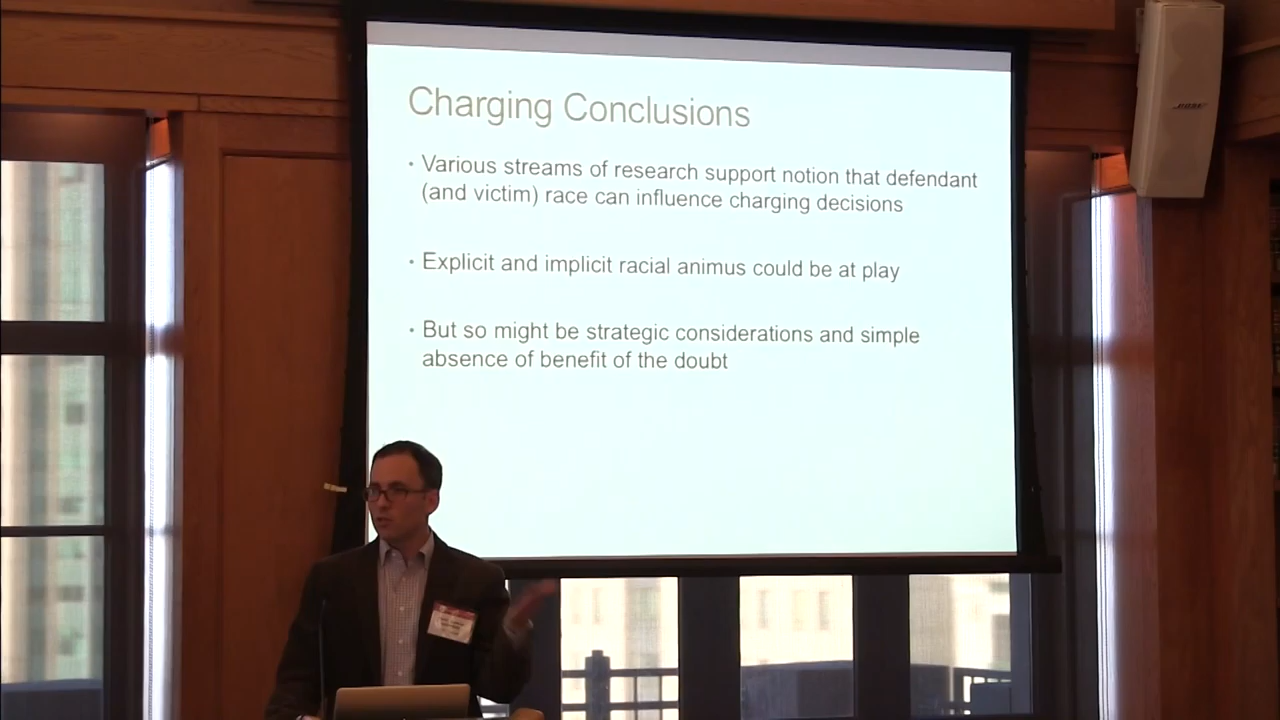 Charging Conclusions
• Various streams of research support notion that defendant
(and victim) race can influence charging decisions
• Explicit and implicit racial animus could be at play
• But so might be strategic considerations and simple
absence of benefit of the doubt
BOSE